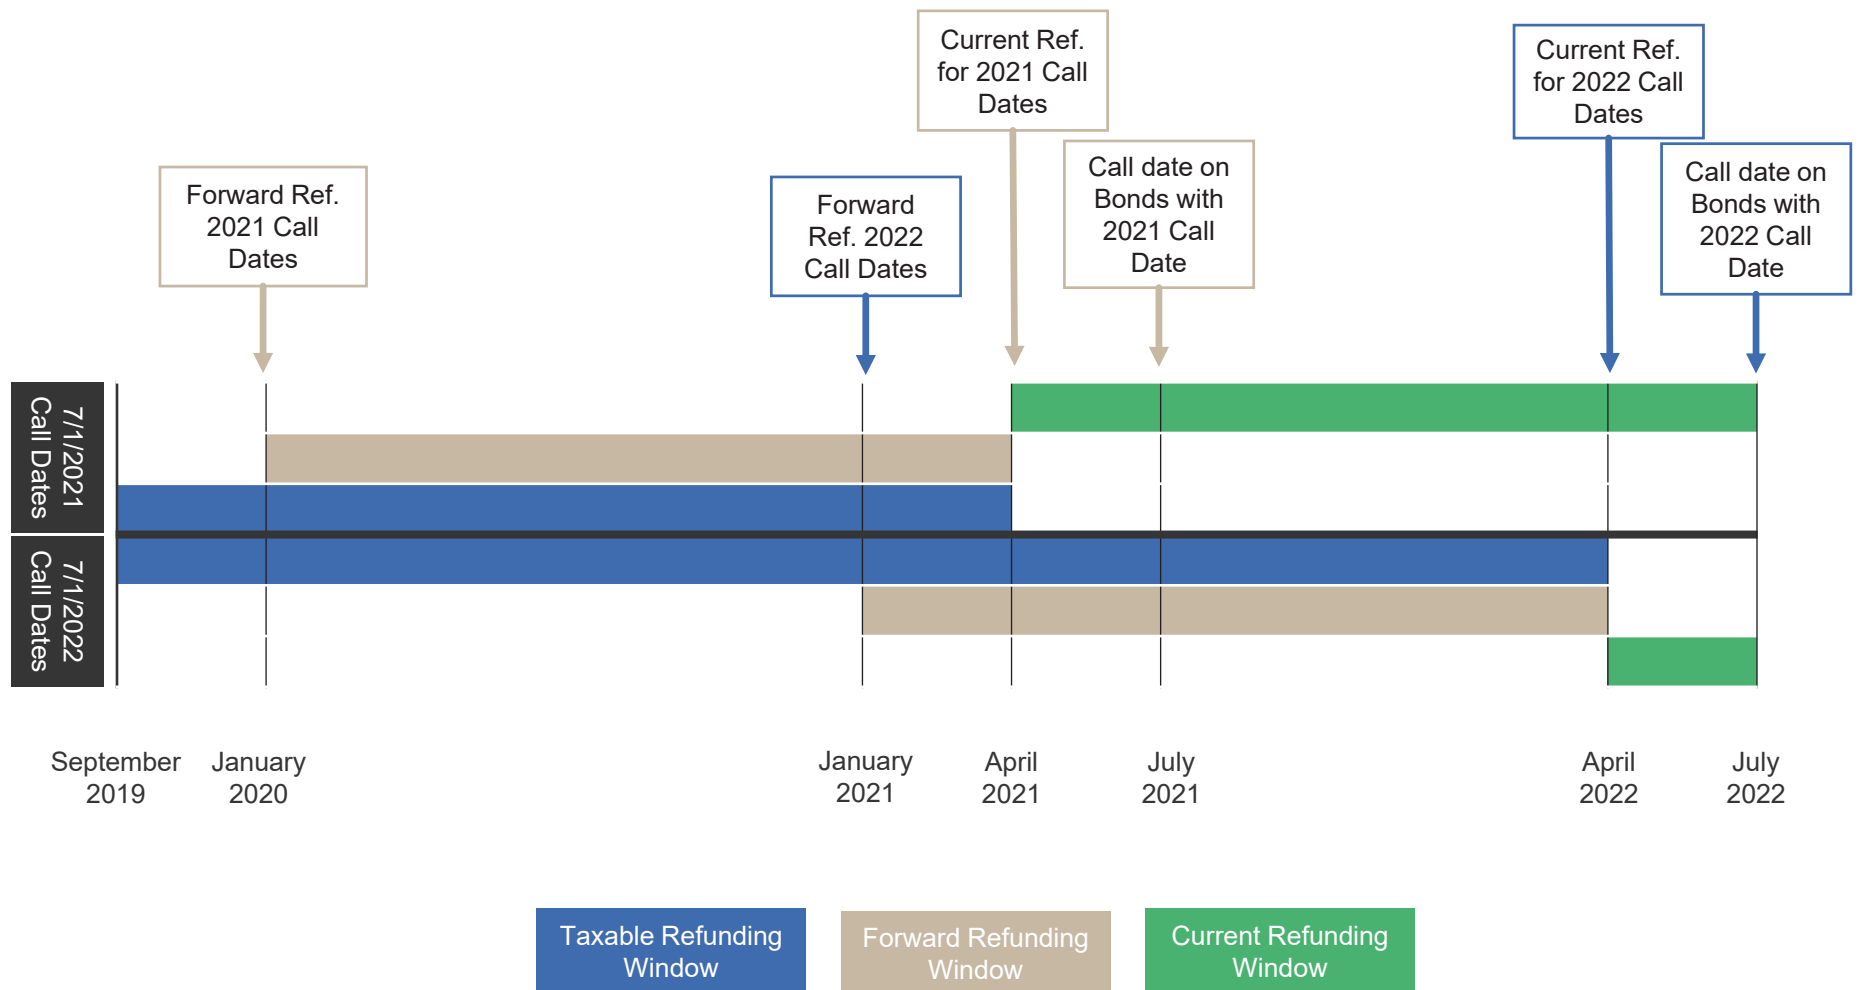 Current Ref.
for 2021 Call
Dates
Current Ref.
for 2022 Call
Dates
Forward Ref.
2021 Call
Dates
Forward
Ref. 2022
Call Dates
Call date on
Bonds with
2021 Call
Date
Call date on
Bonds with
2022 Call
Date
7/1/2021
Call Dates
7/1/2022
Call Dates
September
2019
January
2020
January
2021
April
2021
July
2021
April
2022
July
2022
Taxable Refunding
Window
Forward Refunding
Window
Current Refunding
Window